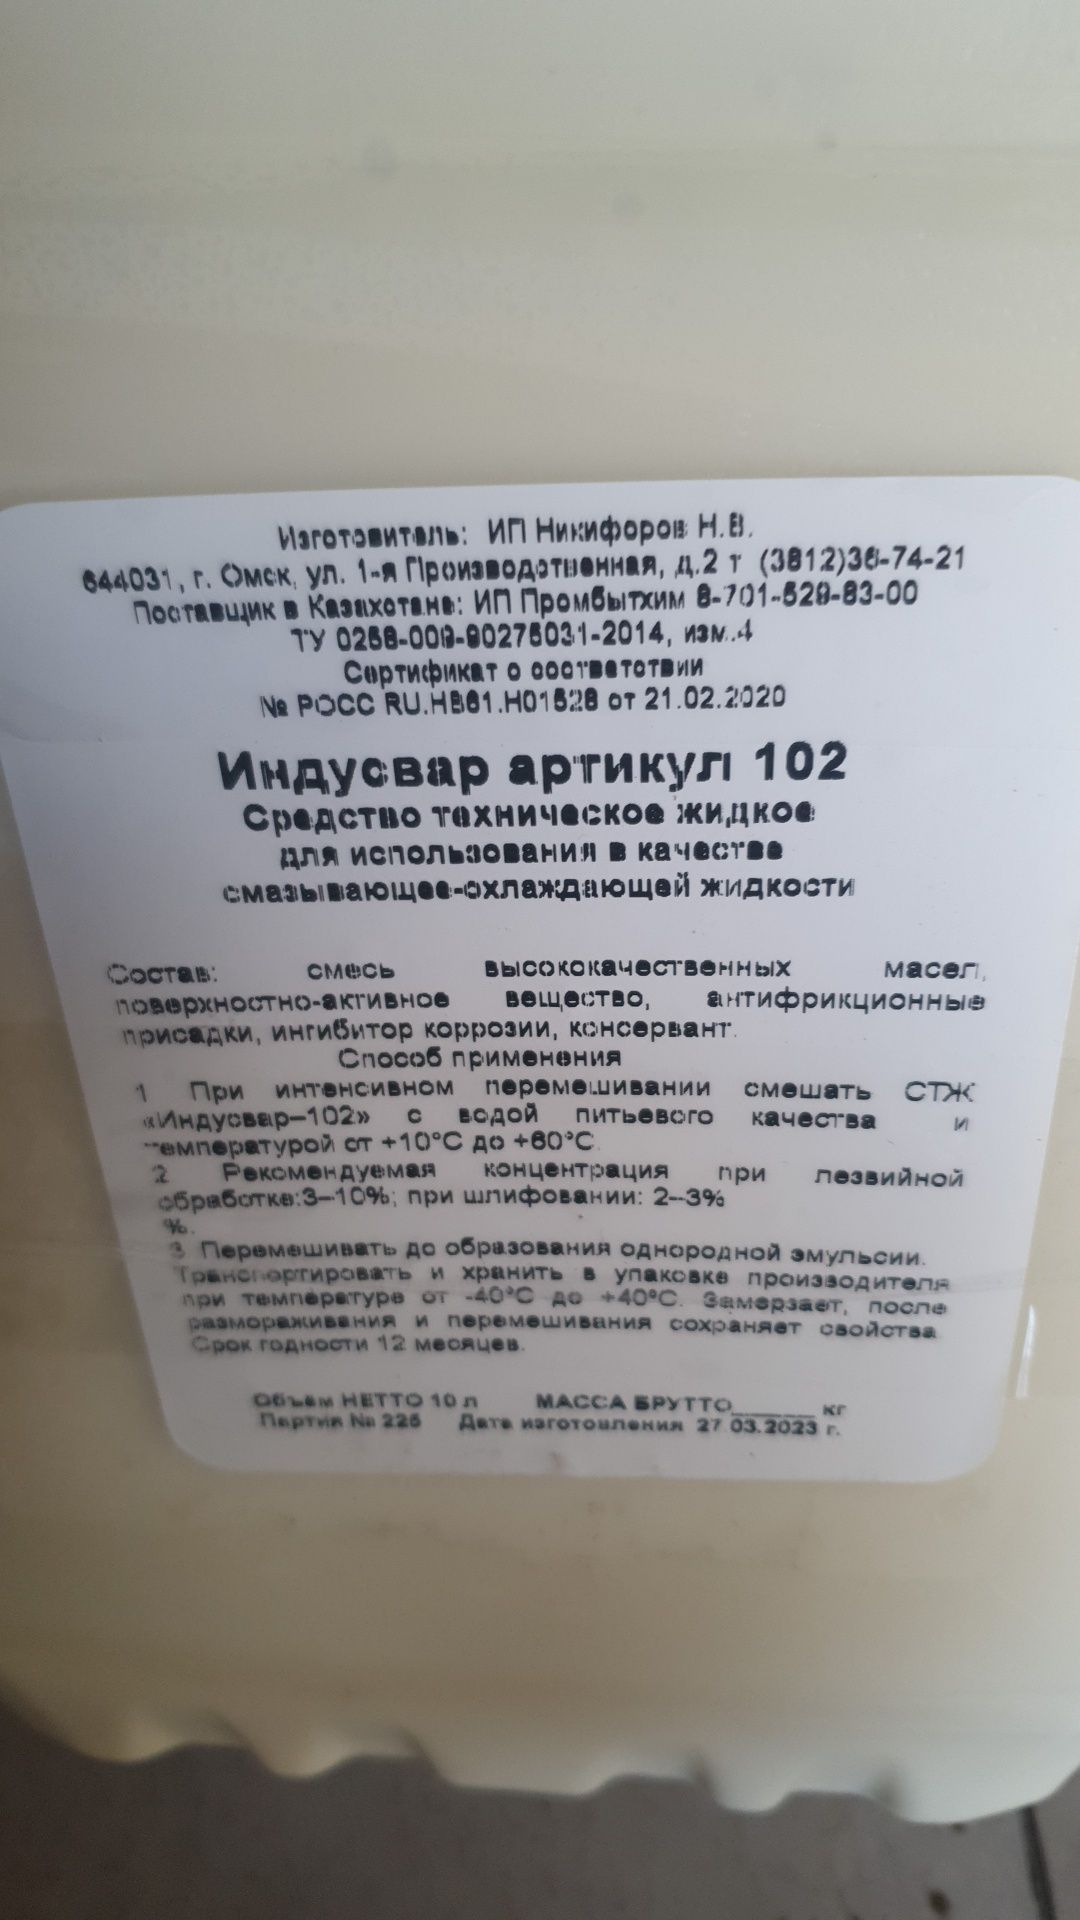 Изготовитель: ИП Никифоров Н.В.
644031, г. Омск, ул. 1-я Производственная, д.2 т (3812)36-74-21
Поставщик в Казахстане: ИП Промбытхим 8-701-529-83-00
ТУ 0258-009-90275031-2014, изм.4
Сертификат о соответствии
№ РОСС RU.НВ61.Н01528 от 21.02.2020
Индусвар артикул 102
Средство техническое жидкое
для использования в качестве
смазывающее-охлаждающей жидкости
Состав: смесь высококачественных масел,
поверхностно-активное вещество, антифрикционные
присадки, ингибитор коррозии, консервант.
Способ применения
1 При интенсивном перемешивании смешать СТЖ
«Индусвар–102» с водой питьевого качества и
температурой от +10°С до +60°С
2 Рекомендуемая концентрация при лезвийной
обработке:3–10%; при шлифовании: 2–3%
%.
3 Перемешивать до образования однородной эмульсии.
Транспортировать и хранить в упаковке производителя
при температуре от -40°С до +40°С. Замерзает, после
размораживания и перемешивания сохраняет свойства
Срок годности 12 месяцев.
Объём НЕТТО 10 л МАССА БРУТТО______ кг
Партия № 225 Дата изготовления 27 03.2023 г.